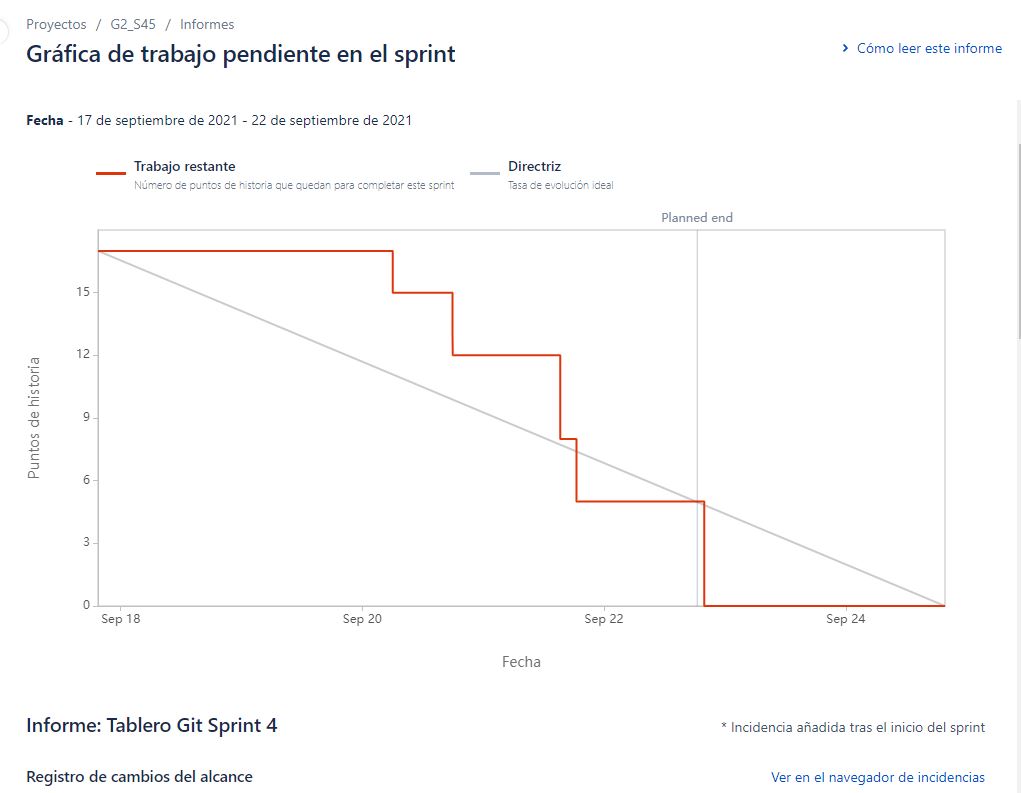 Proyectos / G2_S45 / Informes
Gráfica de trabajo pendiente en el sprint
Cómo leer este informe
Fecha - 17 de septiembre de 2021 - 22 de septiembre de 2021
Trabajo restante
Número de puntos de historia que quedan para completar este sprint
Directriz
Tasa de evolución ideal
Planned end
Puntos de historia
15
12
9
6
3
0
Sep 18
Sep 20
Sep 22
Sep 24
Fecha
Informe: Tablero Git Sprint 4
* Incidencia añadida tras el inicio del sprint
Registro de cambios del alcance
Ver en el navegador de incidencias